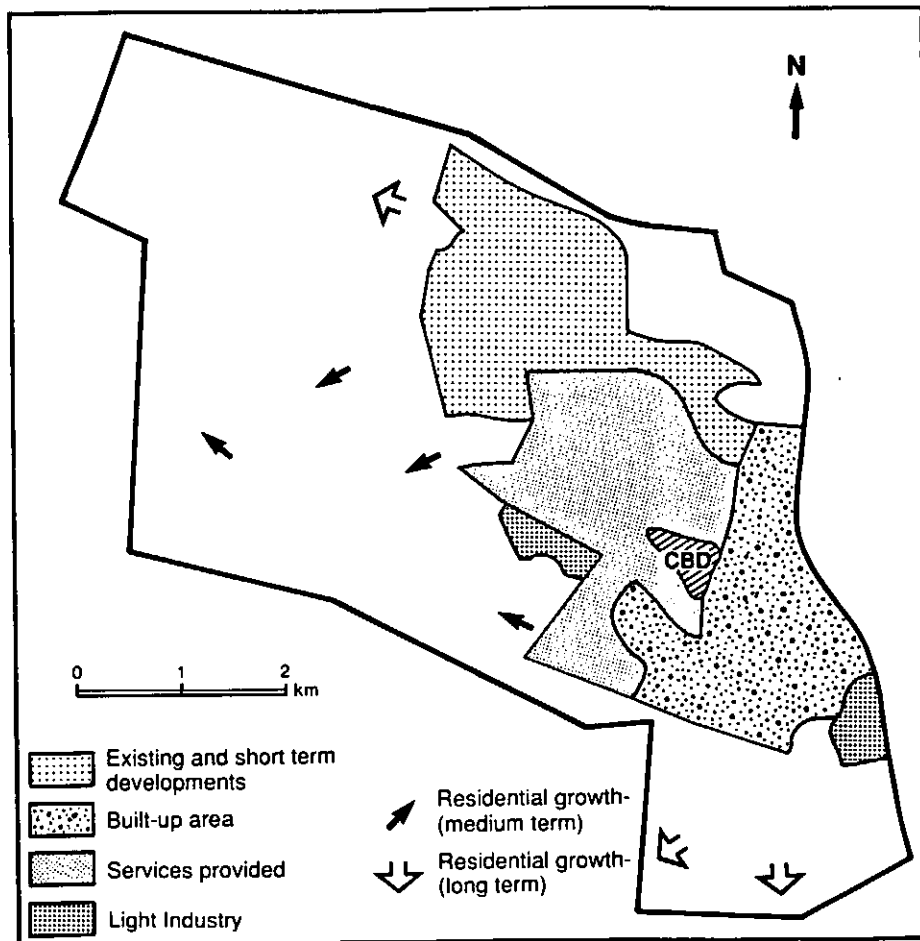 N
CBD
0 1 2
km
Existing and short term
developments
Built-up area
Services provided
Light Industry
Residential growth-
(medium term)
Residential growth-
(long term)